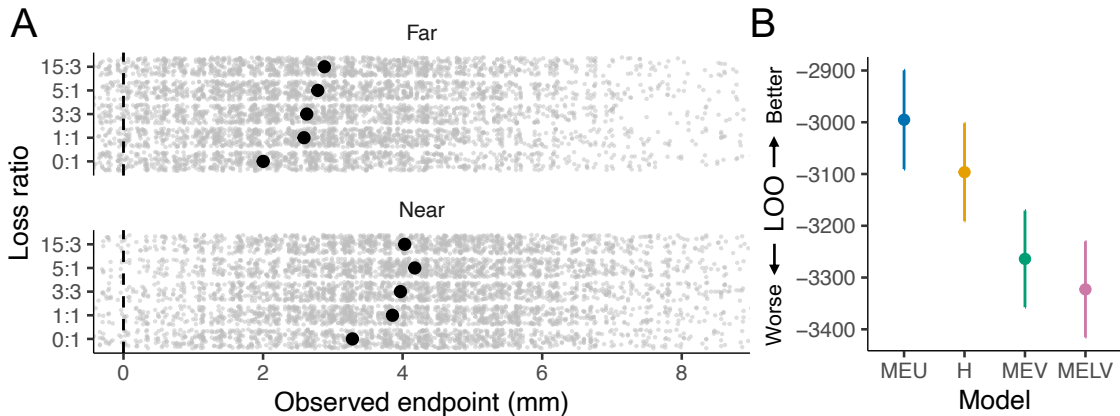 A
Far
15:3
5:1
3:3
1:1
0:1
Near
15:3
5:1
3:3
1:1
0:1
Loss ratio
0 2 4 6 8
Observed endpoint (mm)
B
Worse ← LOO → Better
−2900
−3000
−3100
−3200
−3300
−3400
MEU H MEV MELV
Model